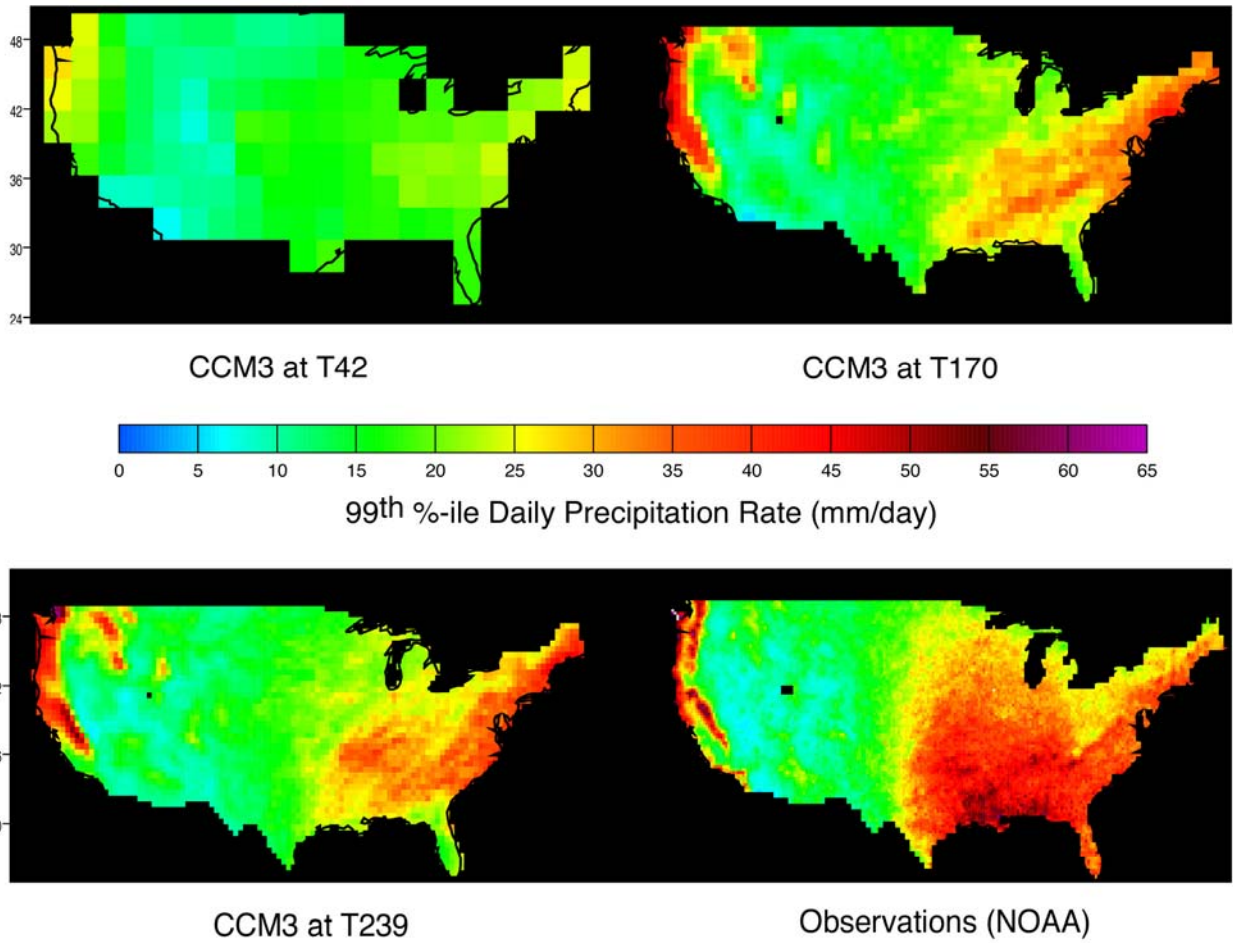 48
42
36
30
24
CCM3 at T42
CCM3 at T170
0 5 10 15 20 25 30 35 40 45 50 55 60 65
99th %-ile Daily Precipitation Rate (mm/day)
CCM3 at T239
Observations (NOAA)